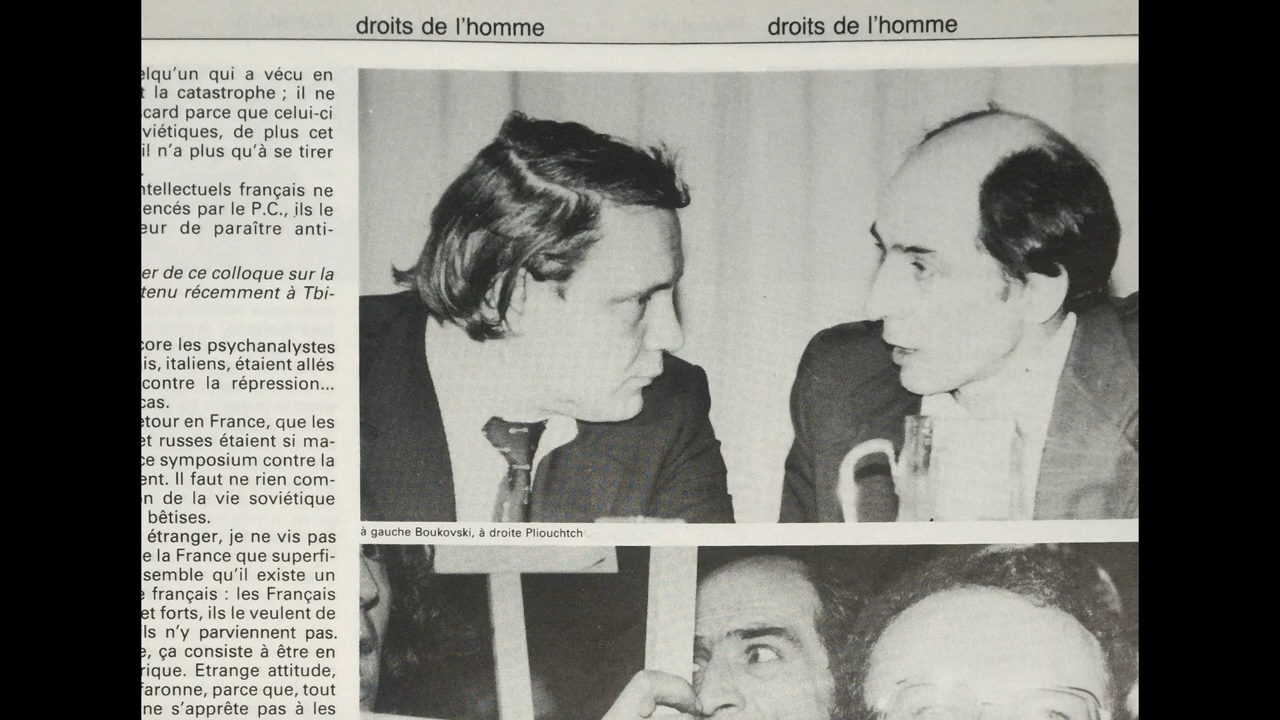 droits de l'homme
droits de l'homme
elqu'un qui a vécu en
t la catastrophe ; il ne
scard parce que celui-ci
viétiques, de plus cet
il n'a plus qu'à se tirer
ntellectuels français ne
encés par le P.C., ils le
eur de paraître anti-
er de ce colloque sur la
tenu récemment à Tbi-
core les psychanalystes
is, italiens, étaient allés
contre la répression...
cas.
etour en France, que les
et russes étaient si ma-
ce symposium contre la
ent. Il faut ne rien com-
n de la vie soviétique
bêtises.
étranger, je ne vis pas
e la France que superfi-
semble qu'il existe un
e français : les Français
et forts, ils le veulent de
ls n'y parviennent pas.
e, ça consiste à être en
rique. Etrange attitude,
faronne, parce que, tout
ne s'apprête pas à les
à gauche Boukovski, à droite Pliouchtch